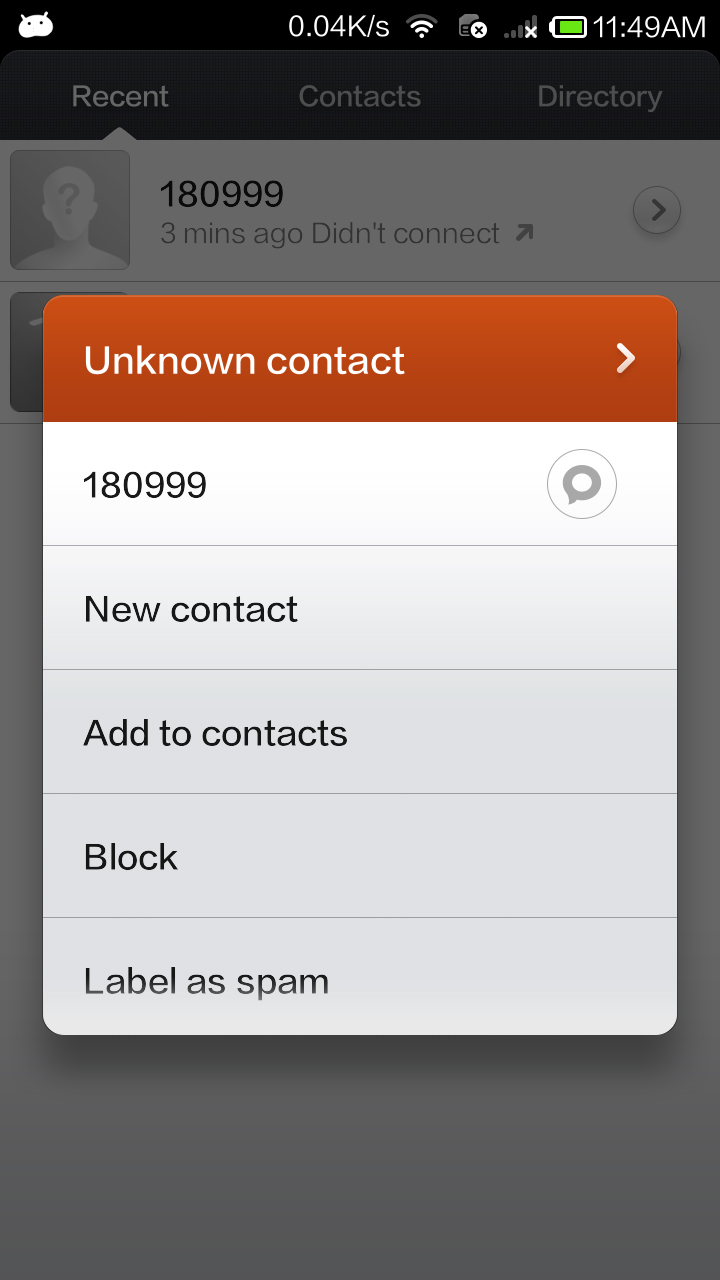 0.04K/s 11:49AM
Recent Contacts Directory
180999
3 mins ago Didn't connect
Unknown contact
180999
New contact
Add to contacts
Block
Label as spam